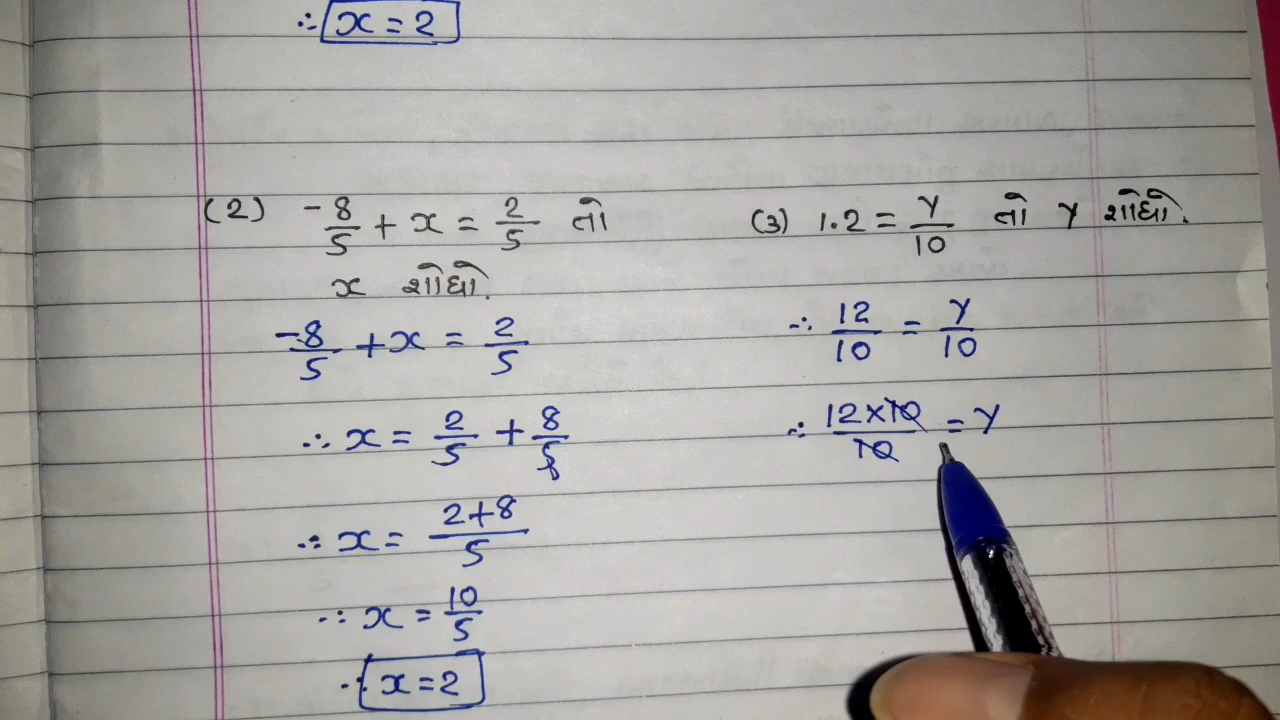 ∴ x = 2
(2) -8/5 + x = 2/5 તો
x શોધો.
-8/5 + x = 2/5
∴ x = 2/5 + 8/5
∴ x = 2+8/5
∴ x = 10/5
∴ x = 2
(3) 1.2 = y/10 તો y શોધો.
∴ 12/10 = y/10
∴ 12×10/10 = y